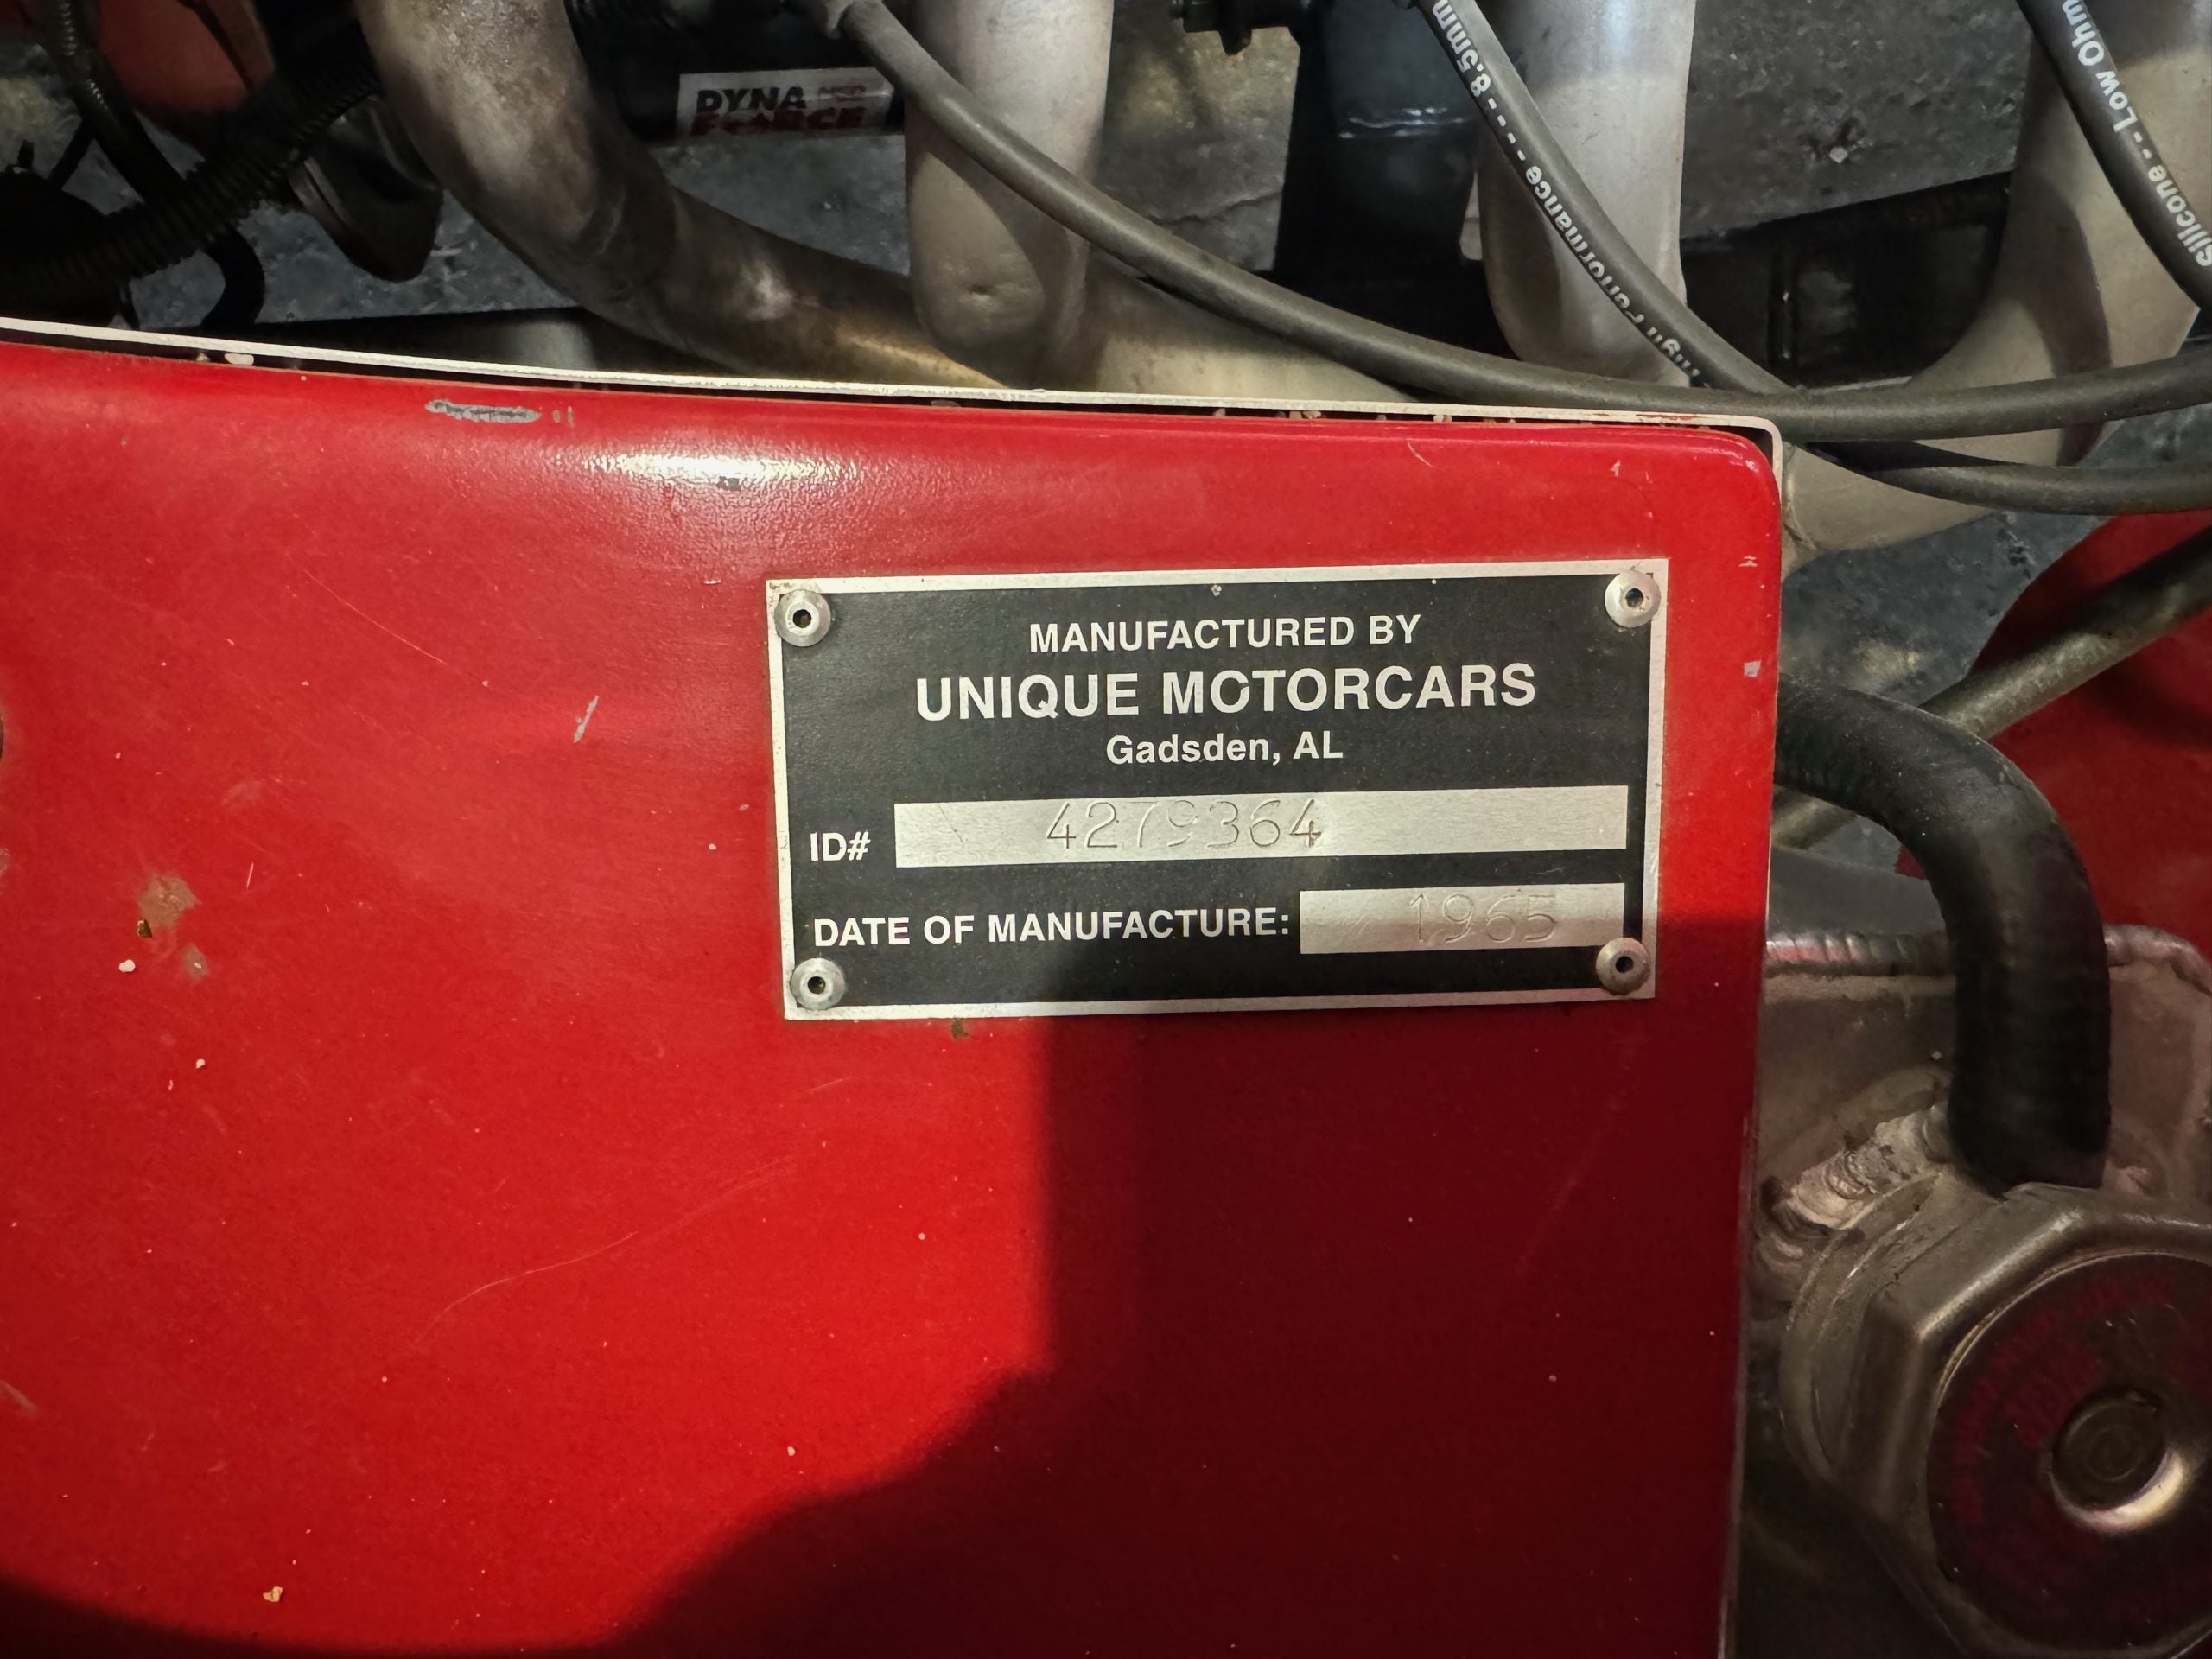 DYNA
FORCE
8.5mm - - - - - High Performance
Silicone - - Low Ohm
MANUFACTURED BY
UNIQUE MOTORCARS
Gadsden, AL
ID# 4279364
DATE OF MANUFACTURE: 1965